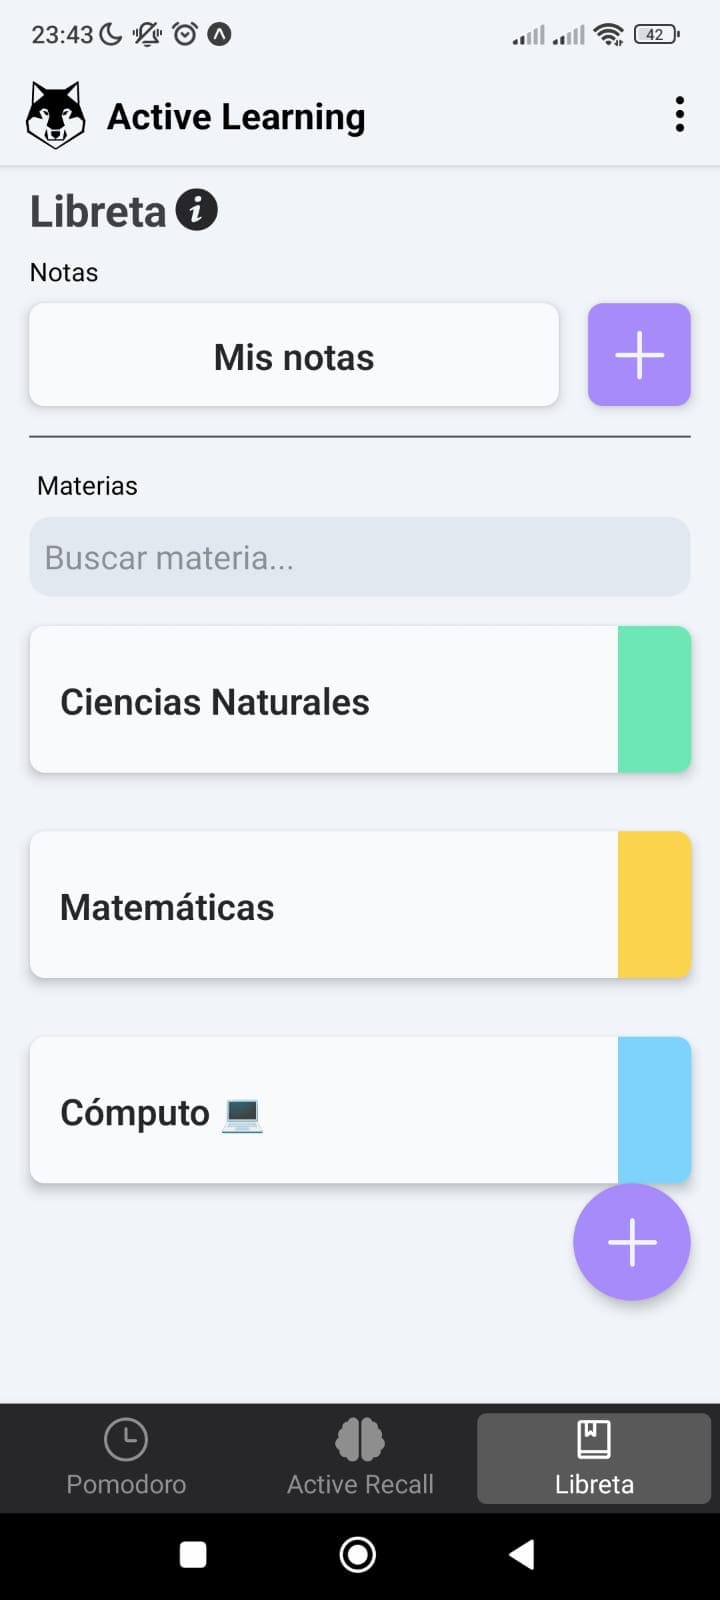 23:43
42
Active Learning
Libreta
Notas
Mis notas
Materias
Buscar materia...
Ciencias Naturales
Matemáticas
Cómputo 💻
Pomodoro
Active Recall
Libreta